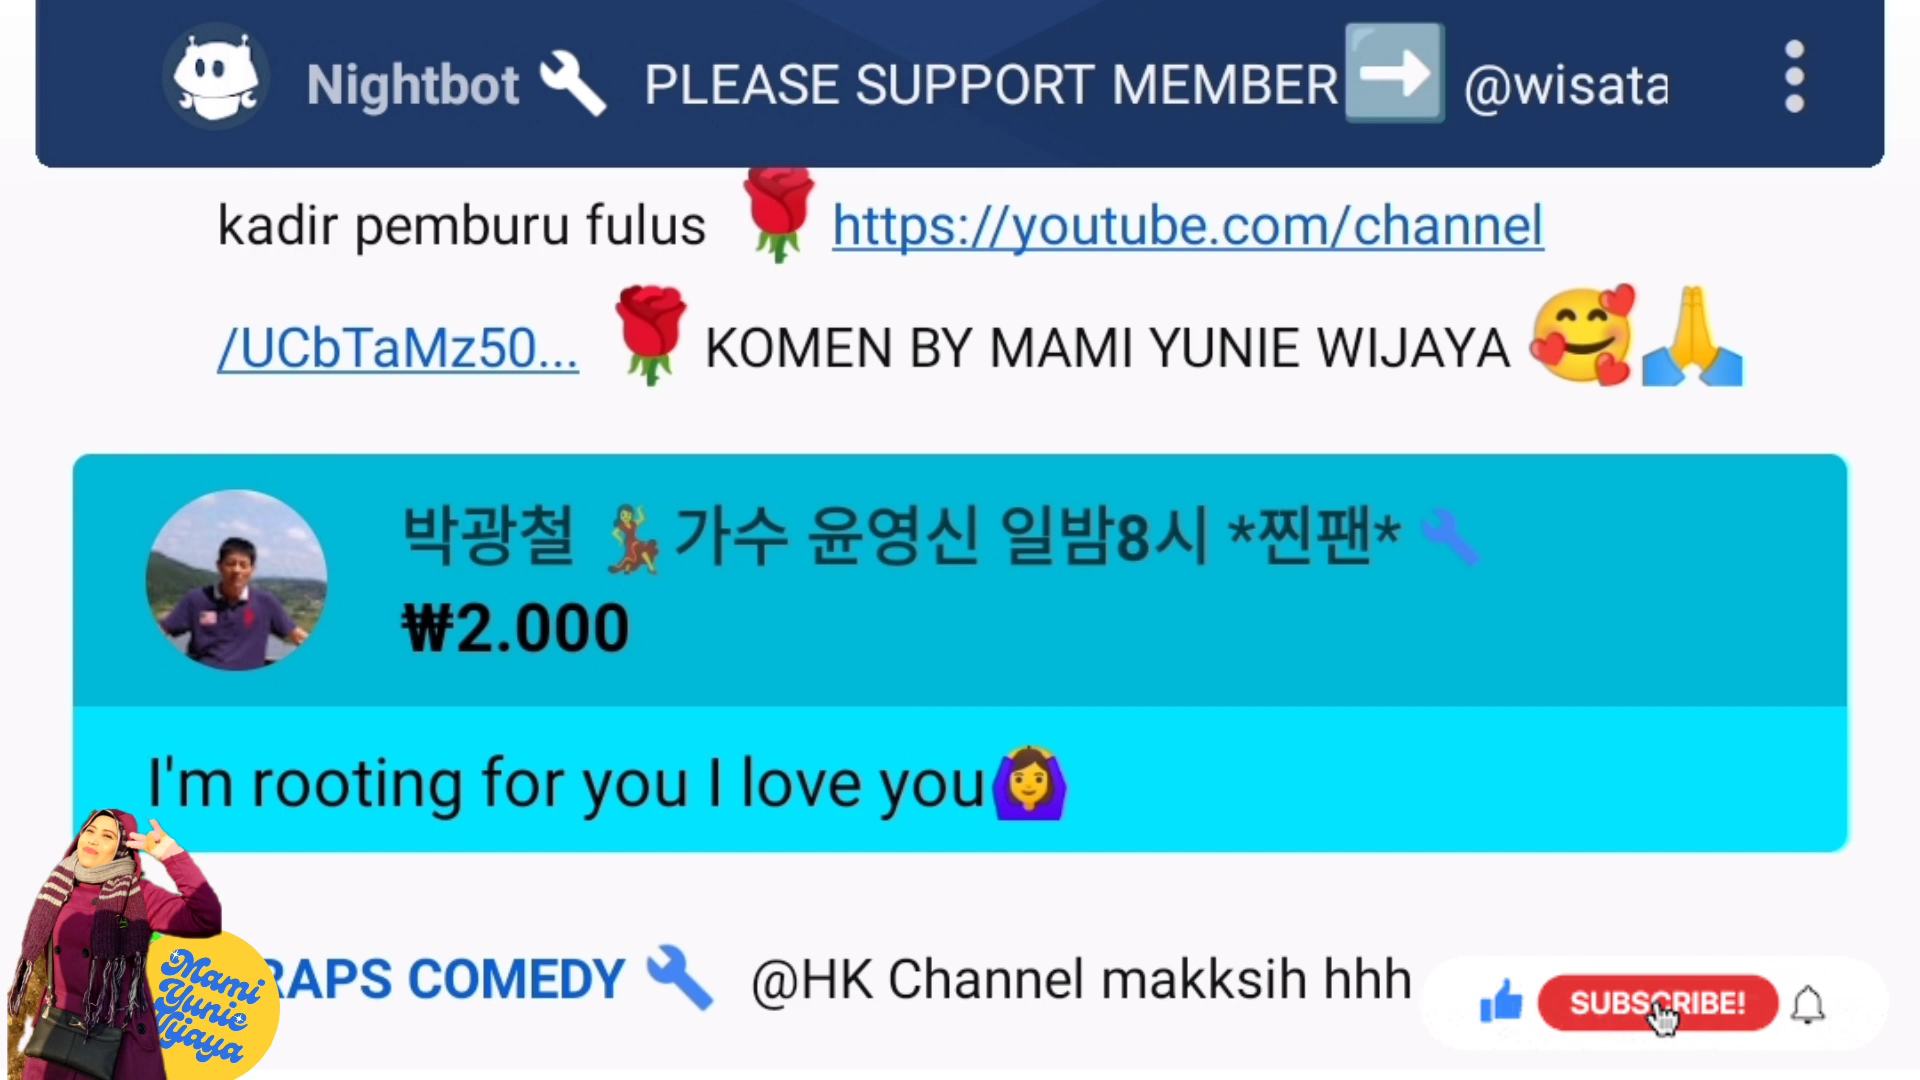 Nightbot PLEASE SUPPORT MEMBER➡️ @wisata
kadir pemburu fulus 🌹 https://youtube.com/channel
/UCbTaMz50... 🌹 KOMEN BY MAMI YUNIE WIJAYA 🥰🙏
박광철 💃 가수 윤영신 일밤8시 *찐팬*
₩2.000
I'm rooting for you I love you🙆‍♀️
RAPS COMEDY @HK Channel makksih hhh
Mami
Yunie
Wijaya
SUBSCRIBE!